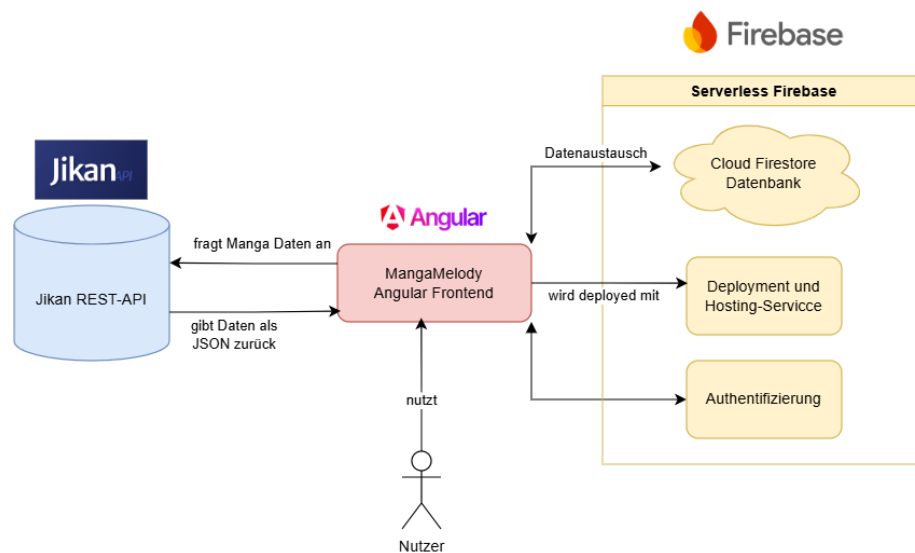 Firebase
Serverless Firebase
Datenaustausch
Cloud Firestore
Datenbank
Jikan API
Angular
fragt Manga Daten an
MangaMelody
Angular Frontend
Jikan REST-API
wird deployed mit
Deployment und
Hosting-Servicce
gibt Daten als
JSON zurück
nutzt
Authentifizierung
Nutzer